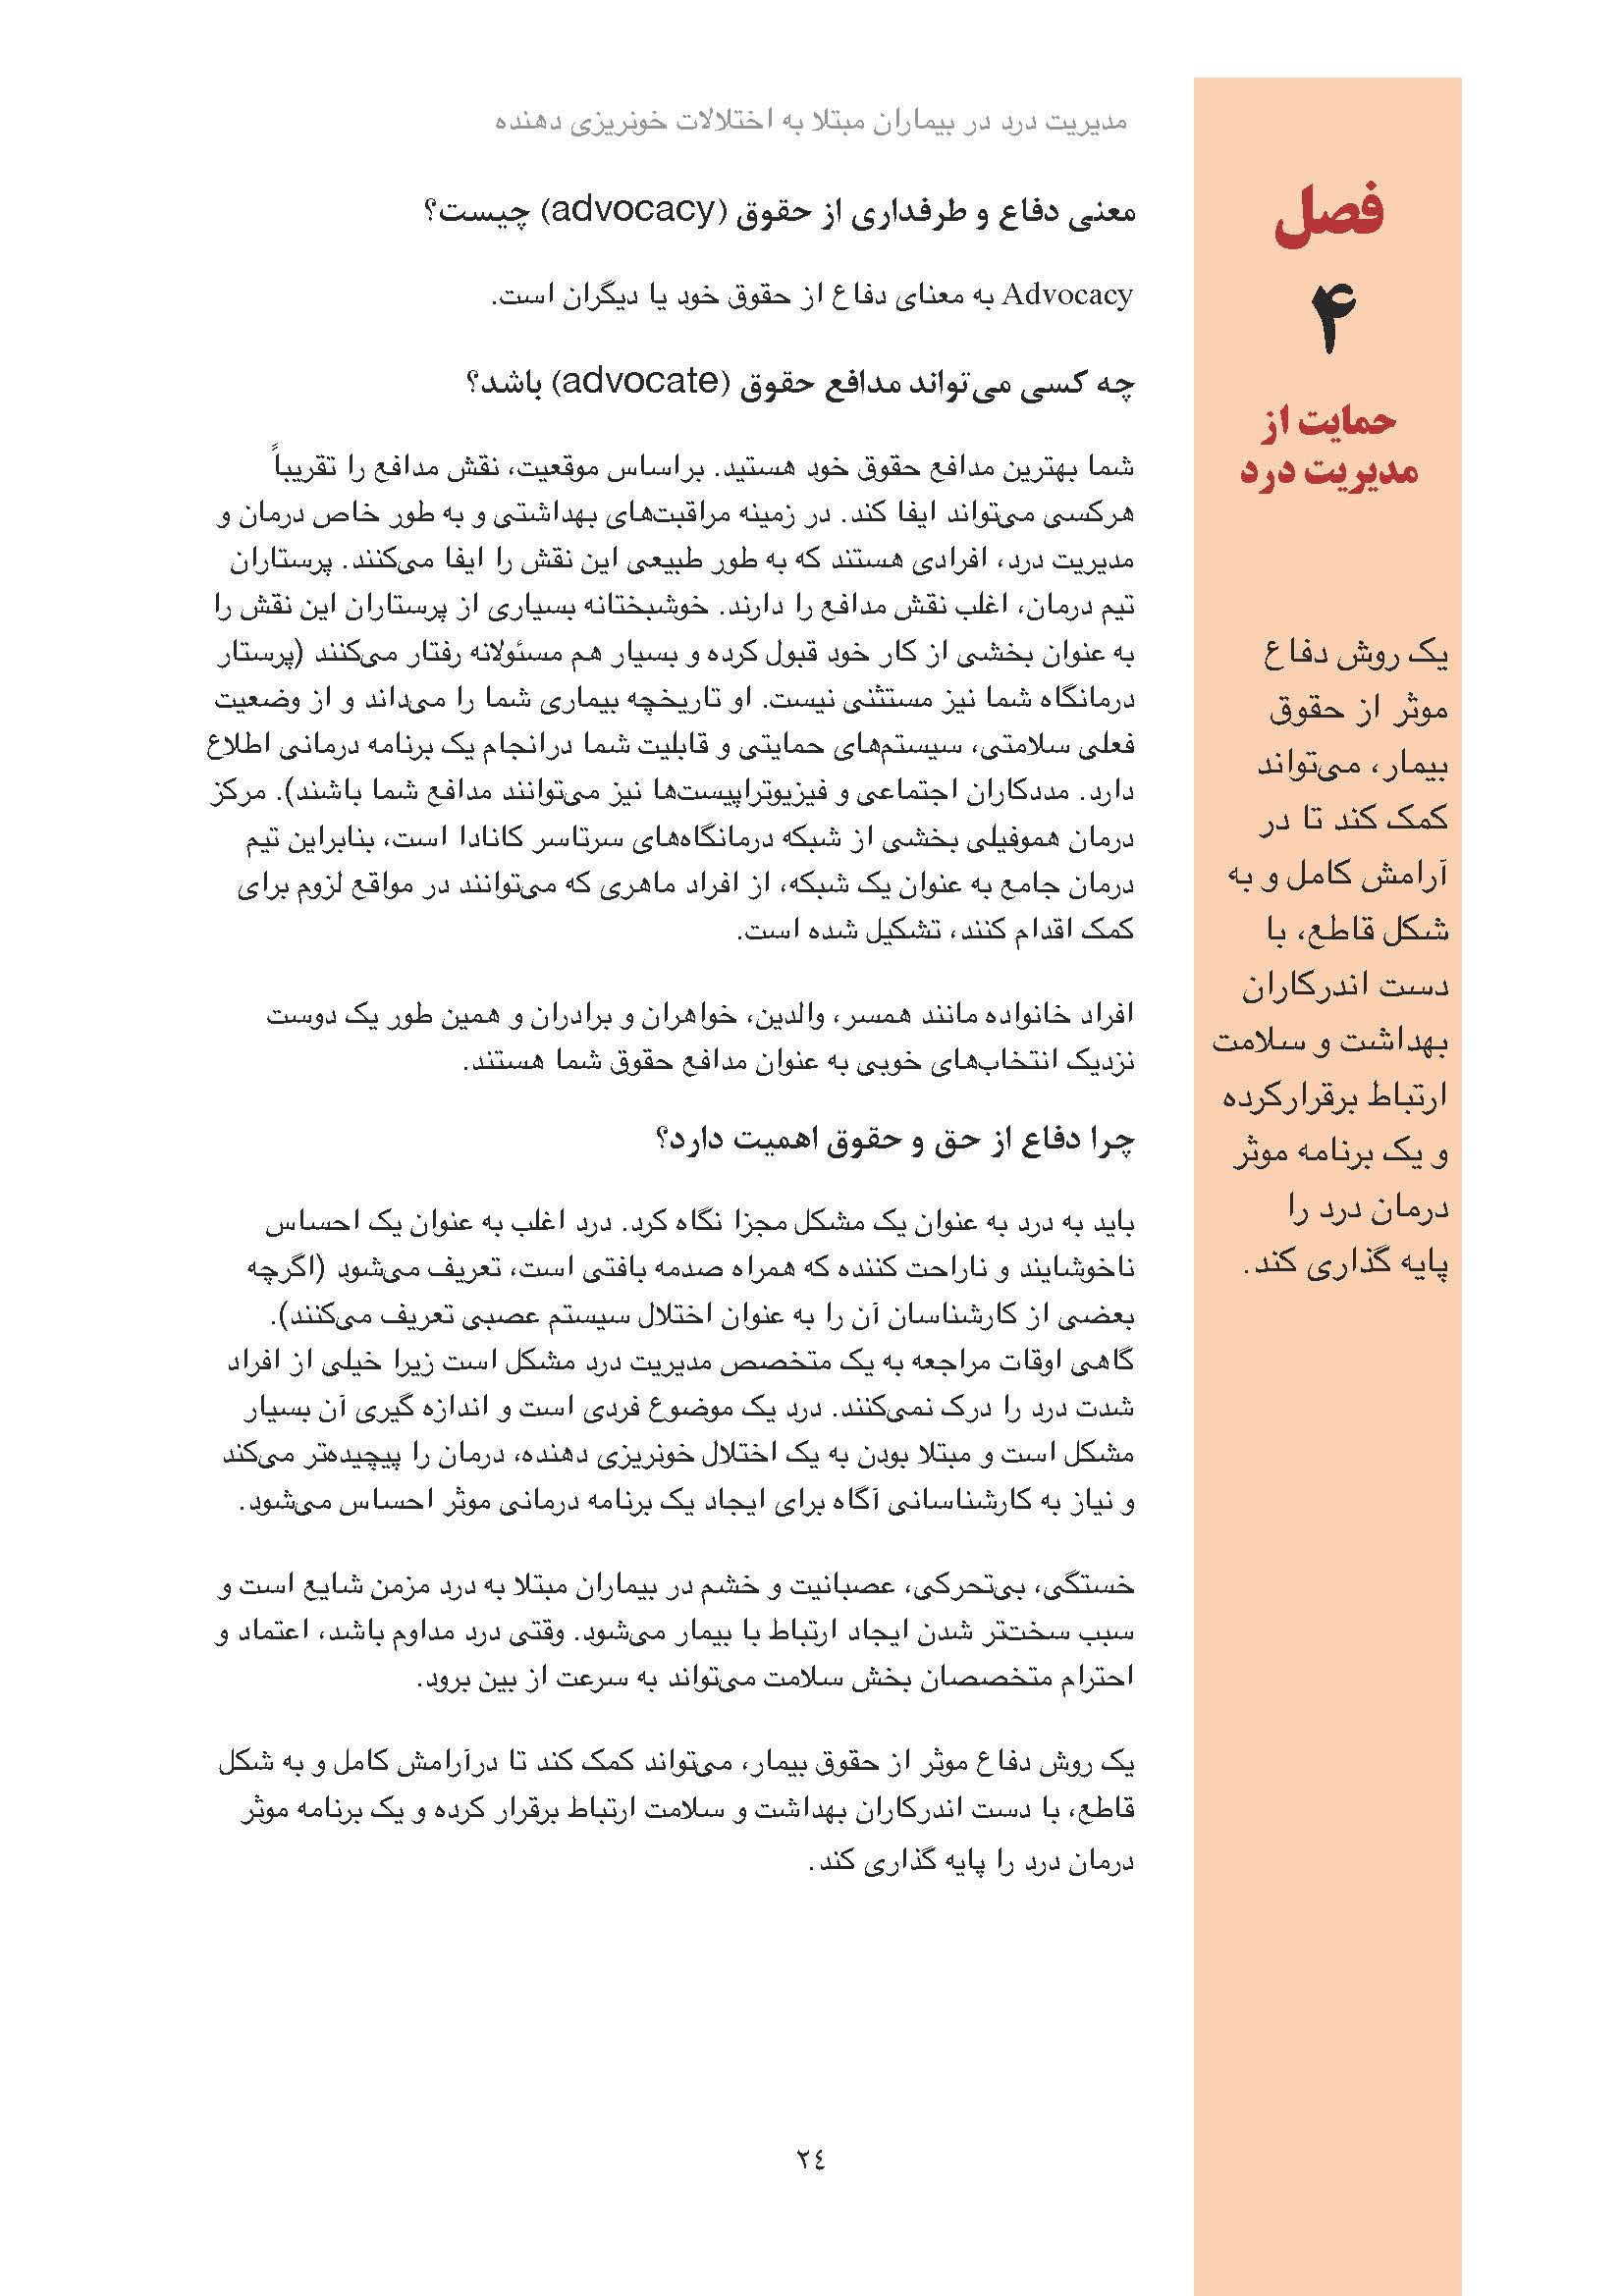 مدیریت درد در بیماران مبتلا به اختلالات خونریزی دهنده
فصل
۴
حمایت از
مدیریت درد
یک روش دفاع
موثر از حقوق
بیمار، می‌تواند
کمک کند تا در
آرامش کامل و به
شکل قاطع، با
دست اندرکاران
بهداشت و سلامت
ارتباط برقرارکرده
و یک برنامه موثر
درمان درد را
پایه گذاری کند.
معنی دفاع و طرفداری از حقوق (advocacy) چیست؟
Advocacy به معنای دفاع از حقوق خود یا دیگران است.
چه کسی می‌تواند مدافع حقوق (advocate) باشد؟
شما بهترین مدافع حقوق خود هستید. براساس موقعیت، نقش مدافع را تقریباً
هرکسی می‌تواند ایفا کند. در زمینه مراقبت‌های بهداشتی و به طور خاص درمان و
مدیریت درد، افرادی هستند که به طور طبیعی این نقش را ایفا می‌کنند. پرستاران
تیم درمان، اغلب نقش مدافع را دارند. خوشبختانه بسیاری از پرستاران این نقش را
به عنوان بخشی از کار خود قبول کرده و بسیار هم مسئولانه رفتار می‌کنند (پرستار
درمانگاه شما نیز مستثنی نیست. او تاریخچه بیماری شما را می‌داند و از وضعیت
فعلی سلامتی، سیستم‌های حمایتی و قابلیت شما درانجام یک برنامه درمانی اطلاع
دارد. مددکاران اجتماعی و فیزیوتراپیست‌ها نیز می‌توانند مدافع شما باشند). مرکز
درمان هموفیلی بخشی از شبکه درمانگاه‌های سرتاسر کانادا است، بنابراین تیم
درمان جامع به عنوان یک شبکه، از افراد ماهری که می‌توانند در مواقع لزوم برای
کمک اقدام کنند، تشکیل شده است.
افراد خانواده مانند همسر، والدین، خواهران و برادران و همین طور یک دوست
نزدیک انتخاب‌های خوبی به عنوان مدافع حقوق شما هستند.
چرا دفاع از حق و حقوق اهمیت دارد؟
باید به درد به عنوان یک مشکل مجزا نگاه کرد. درد اغلب به عنوان یک احساس
ناخوشایند و ناراحت کننده که همراه صدمه بافتی است، تعریف می‌شود (اگرچه
بعضی از کارشناسان آن را به عنوان اختلال سیستم عصبی تعریف می‌کنند).
گاهی اوقات مراجعه به یک متخصص مدیریت درد مشکل است زیرا خیلی از افراد
شدت درد را درک نمی‌کنند. درد یک موضوع فردی است و اندازه گیری آن بسیار
مشکل است و مبتلا بودن به یک اختلال خونریزی دهنده، درمان را پیچیده‌تر می‌کند
و نیاز به کارشناسانی آگاه برای ایجاد یک برنامه درمانی موثر احساس می‌شود.
خستگی، بی‌تحرکی، عصبانیت و خشم در بیماران مبتلا به درد مزمن شایع است و
سبب سخت‌تر شدن ایجاد ارتباط با بیمار می‌شود. وقتی درد مداوم باشد، اعتماد و
احترام متخصصان بخش سلامت می‌تواند به سرعت از بین برود.
یک روش دفاع موثر از حقوق بیمار، می‌تواند کمک کند تا درآرامش کامل و به شکل
قاطع، با دست اندرکاران بهداشت و سلامت ارتباط برقرار کرده و یک برنامه موثر
درمان درد را پایه گذاری کند.
٢٤